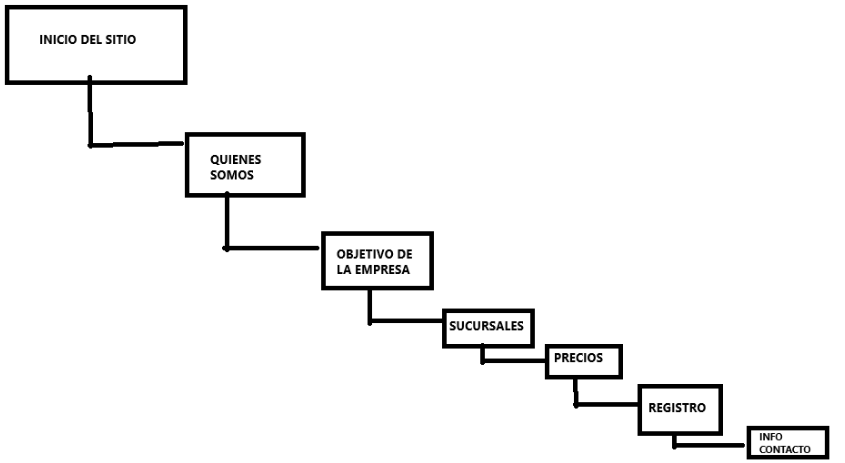 INICIO DEL SITIO
QUIENES
SOMOS
OBJETIVO DE
LA EMPRESA
SUCURSALES
PRECIOS
REGISTRO
INFO
CONTACTO